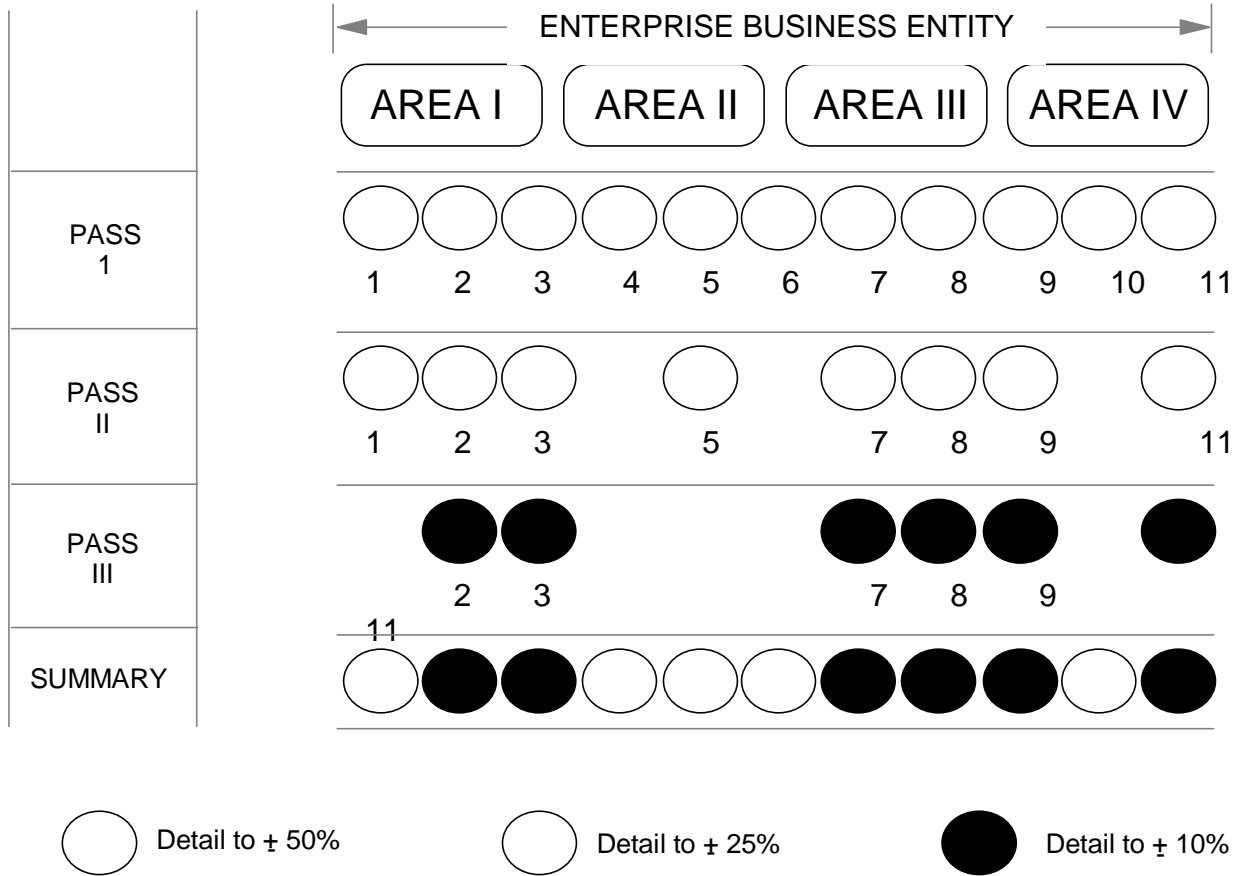 ENTERPRISE BUSINESS ENTITY
AREA I AREA II AREA III AREA IV
PASS
1
1 2 3 4 5 6 7 8 9 10 11
PASS
II
1 2 3 5 7 8 9 11
PASS
III
2 3 7 8 9
11
SUMMARY
Detail to ± 50% Detail to ± 25% Detail to ± 10%